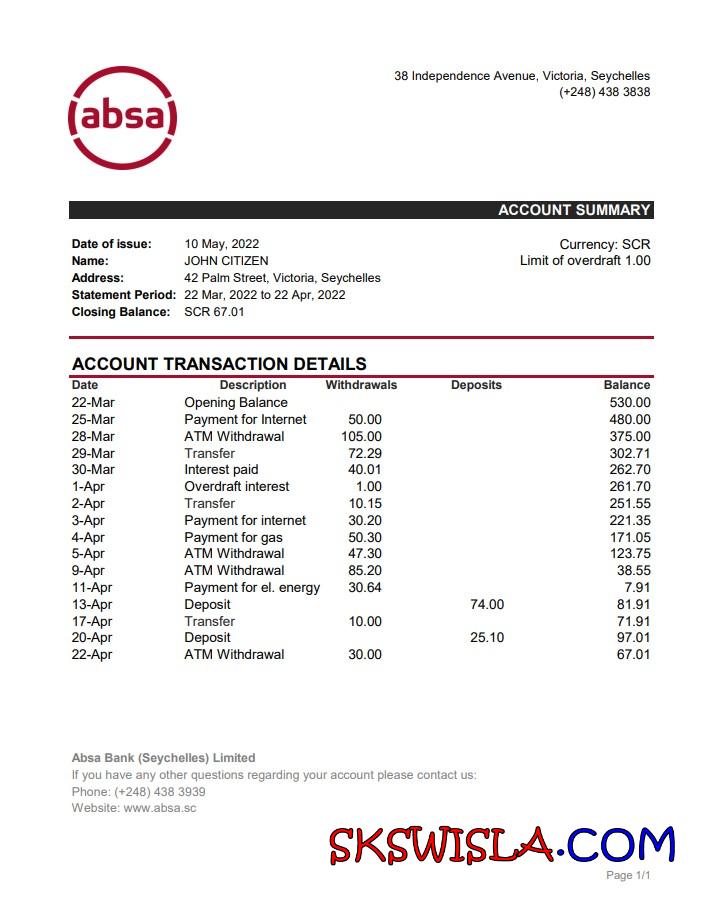 absa
38 Independence Avenue, Victoria, Seychelles
(+248) 438 3838
ACCOUNT SUMMARY
Date of issue: 10 May, 2022 Currency: SCR
Name: JOHN CITIZEN Limit of overdraft 1.00
Address: 42 Palm Street, Victoria, Seychelles
Statement Period: 22 Mar, 2022 to 22 Apr, 2022
Closing Balance: SCR 67.01
ACCOUNT TRANSACTION DETAILS
Date Description Withdrawals Deposits Balance
22-Mar Opening Balance 530.00
25-Mar Payment for Internet 50.00 480.00
28-Mar ATM Withdrawal 105.00 375.00
29-Mar Transfer 72.29 302.71
30-Mar Interest paid 40.01 262.70
1-Apr Overdraft interest 1.00 261.70
2-Apr Transfer 10.15 251.55
3-Apr Payment for internet 30.20 221.35
4-Apr Payment for gas 50.30 171.05
5-Apr ATM Withdrawal 47.30 123.75
9-Apr ATM Withdrawal 85.20 38.55
11-Apr Payment for el. energy 30.64 7.91
13-Apr Deposit 74.00 81.91
17-Apr Transfer 10.00 71.91
20-Apr Deposit 25.10 97.01
22-Apr ATM Withdrawal 30.00 67.01
Absa Bank (Seychelles) Limited
If you have any other questions regarding your account please contact us:
Phone: (+248) 438 3939
Website: www.absa.sc
SKSWISLA.COM
Page 1/1